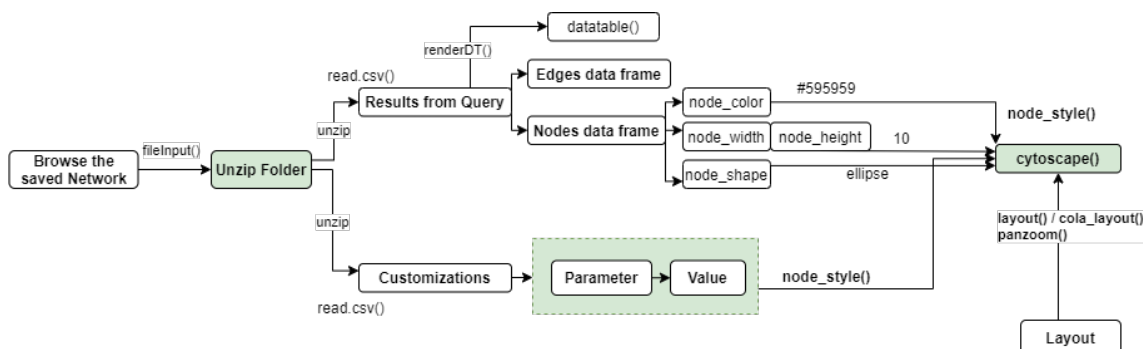 datatable()
renderDT()
read.csv()
Edges data frame
Results from Query
#595959
node_color
unzip
node_style()
Nodes data frame
node_width
node_height
10
fileInput()
Browse the
saved Network
Unzip Folder
cytoscape()
node_shape
ellipse
unzip
layout() / cola_layout()
panzoom()
Customizations
Parameter
Value
node_style()
read.csv()
Layout